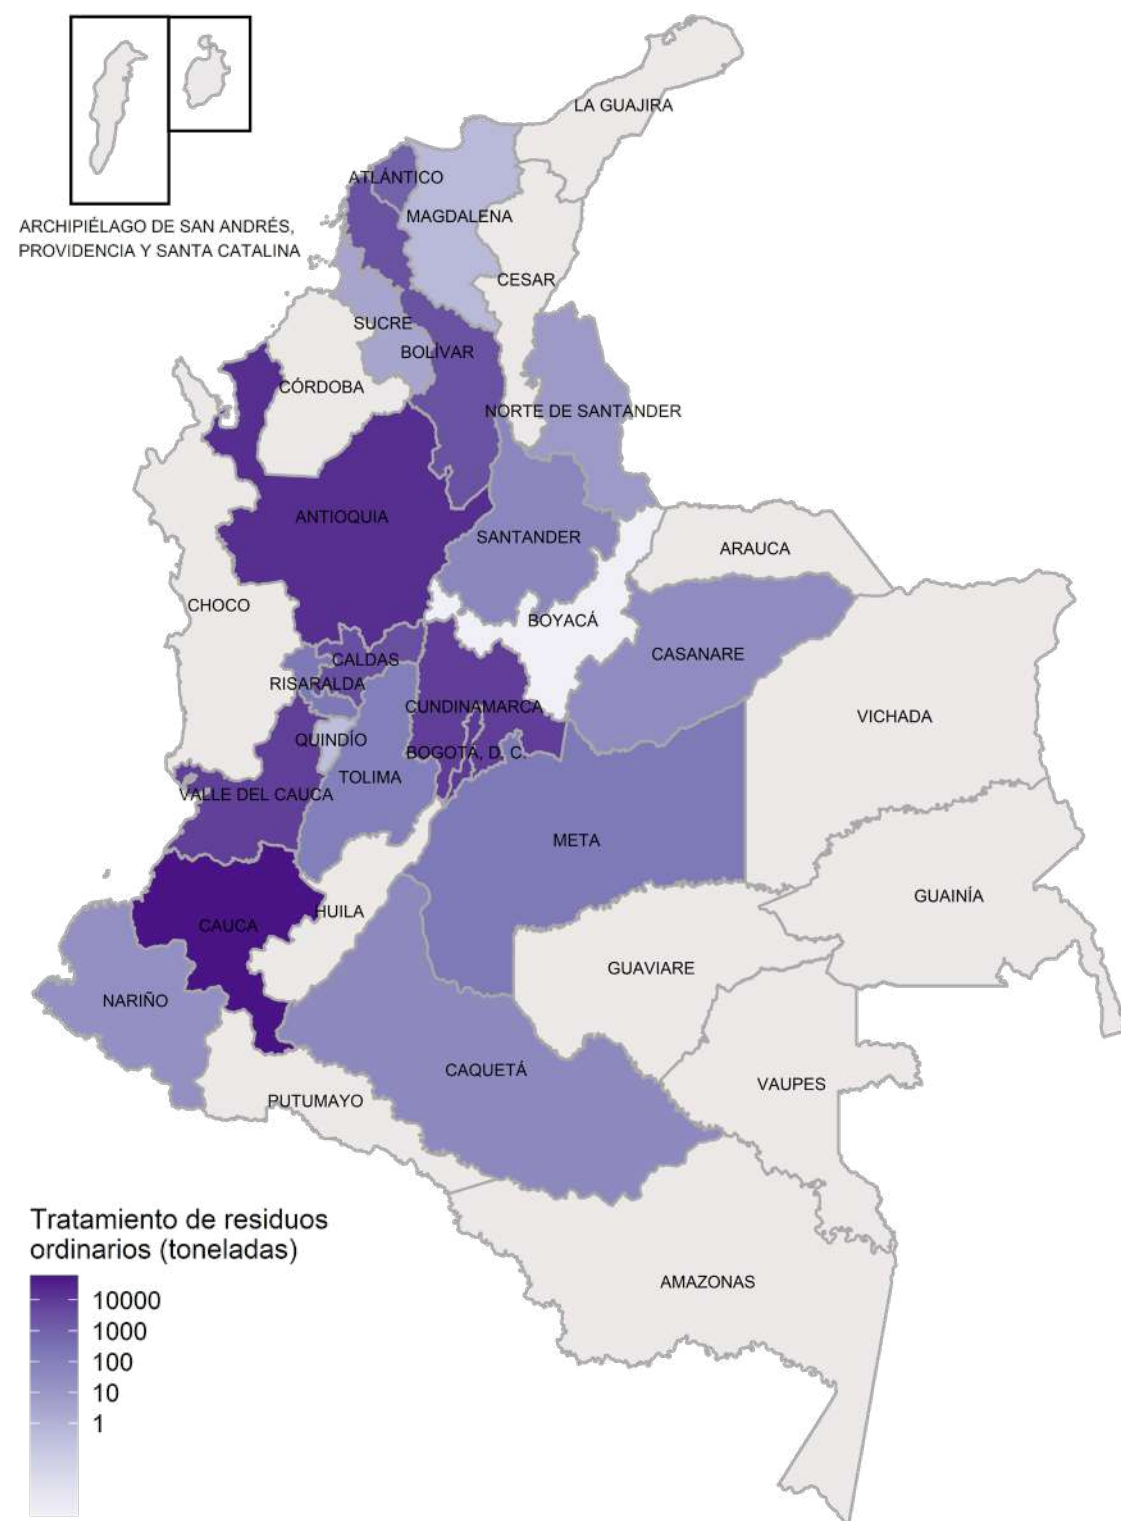 LA GUAJIRA
ATLÁNTICO
MAGDALENA
ARCHIPIÉLAGO DE SAN ANDRÉS,
PROVIDENCIA Y SANTA CATALINA
CESAR
SUCRE
BOLÍVAR
CÓRDOBA
NORTE DE SANTANDER
ANTIOQUIA
SANTANDER
ARAUCA
CHOCO
BOYACÁ
CASANARE
CALDAS
RISARALDA
CUNDINAMARCA
VICHADA
QUINDÍO
BOGOTÁ, D. C.
TOLIMA
VALLE DEL CAUCA
META
GUAINÍA
HUILA
CAUCA
GUAVIARE
NARIÑO
CAQUETÁ
VAUPES
PUTUMAYO
Tratamiento de residuos
ordinarios (toneladas)
AMAZONAS
10000
1000
100
10
1